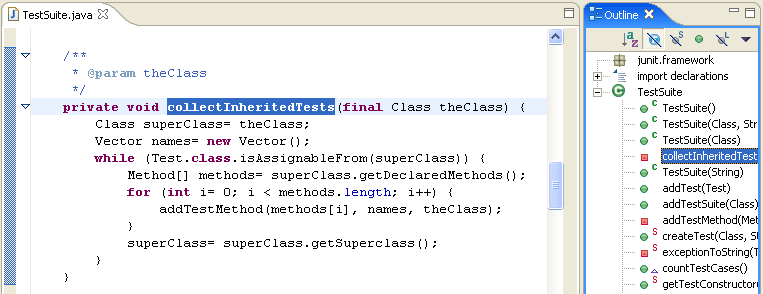 TestSuite.java
/**
* @param theClass
*/
private void collectInheritedTests(final Class theClass) {
Class superClass= theClass;
Vector names= new Vector();
while (Test.class.isAssignableFrom(superClass)) {
Method[] methods= superClass.getDeclaredMethods();
for (int i= 0; i < methods.length; i++) {
addTestMethod(methods[i], names, theClass);
}
superClass= superClass.getSuperclass();
}
}
Outline
junit.framework
import declarations
TestSuite
TestSuite()
TestSuite(Class, Str
TestSuite(Class)
collectInheritedTest
TestSuite(String)
addTest(Test)
addTestSuite(Class)
addTestMethod(Met
createTest(Class, S
exceptionToString(T
countTestCases()
getTestConstructor